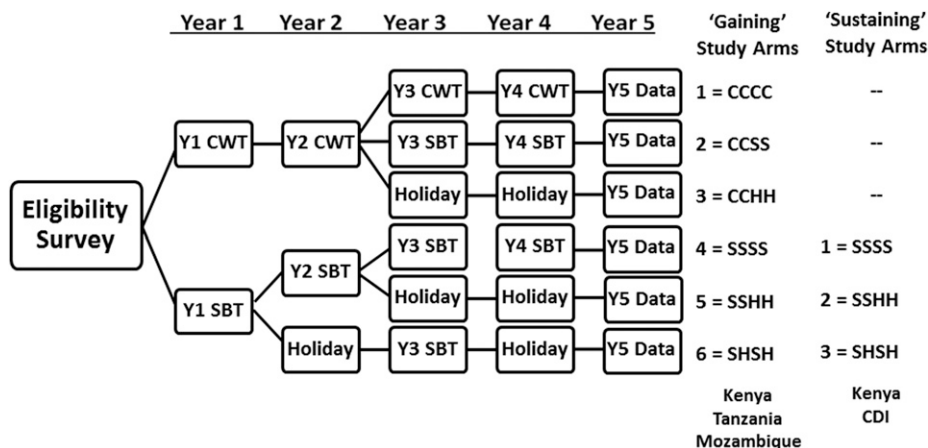 Year 1 Year 2 Year 3 Year 4 Year 5 'Gaining' 'Sustaining'
Study Arms Study Arms
Y3 CWT Y4 CWT Y5 Data 1 = CCCC --
Y1 CWT Y2 CWT Y3 SBT Y4 SBT Y5 Data 2 = CCSS --
Holiday Holiday Y5 Data 3 = CCHH --
Eligibility
Survey
Y3 SBT Y4 SBT Y5 Data 4 = SSSS 1 = SSSS
Y2 SBT
Y1 SBT Holiday Holiday Y5 Data 5 = SSHH 2 = SSHH
Holiday Y3 SBT Holiday Y5 Data 6 = SHSH 3 = SHSH
Kenya Kenya
Tanzania CDI
Mozambique